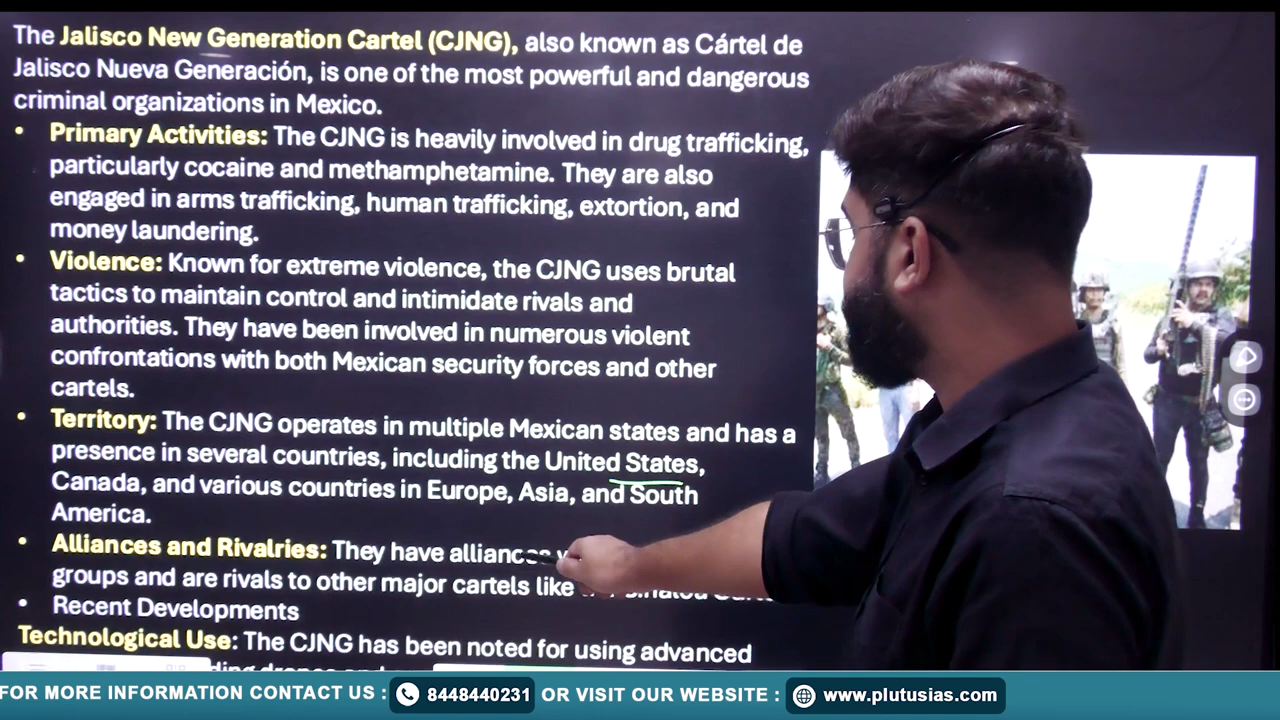 The Jalisco New Generation Cartel (CJNG), also known as Cártel de
Jalisco Nueva Generación, is one of the most powerful and dangerous
criminal organizations in Mexico.
• Primary Activities: The CJNG is heavily involved in drug trafficking,
particularly cocaine and methamphetamine. They are also
engaged in arms trafficking, human trafficking, extortion, and
money laundering.
• Violence: Known for extreme violence, the CJNG uses brutal
tactics to maintain control and intimidate rivals and
authorities. They have been involved in numerous violent
confrontations with both Mexican security forces and other
cartels.
• Territory: The CJNG operates in multiple Mexican states and has a
presence in several countries, including the United States,
Canada, and various countries in Europe, Asia, and South
America.
• Alliances and Rivalries: They have alliances
groups and are rivals to other major cartels like
• Recent Developments
Technological Use: The CJNG has been noted for using advanced
drones and
FOR MORE INFORMATION CONTACT US : 8448440231 OR VISIT OUR WEBSITE : www.plutusias.com